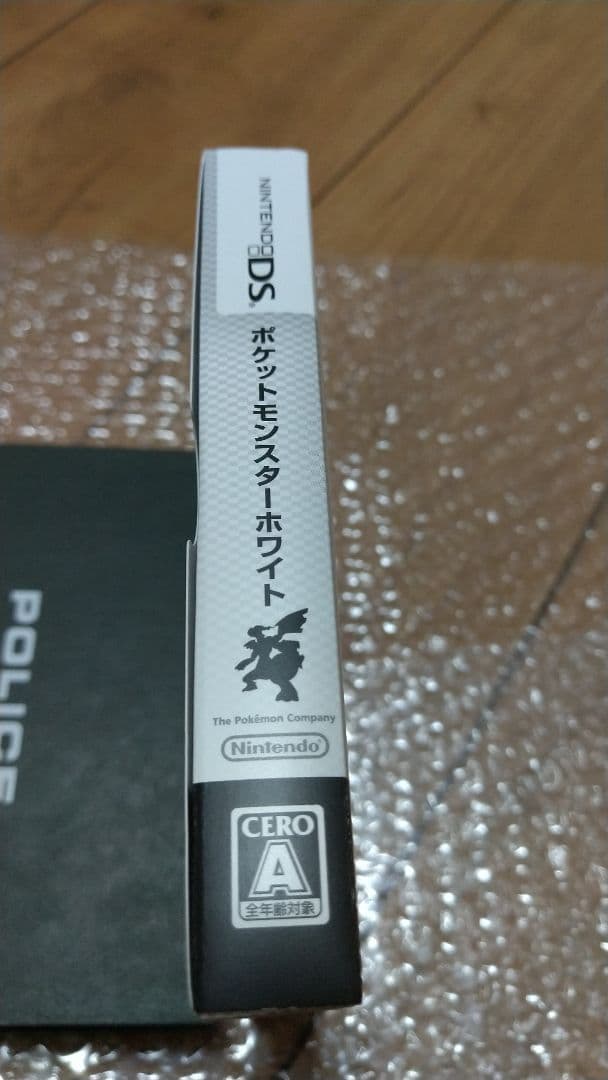 NINTENDO DS
ポケットモンスターホワイト
The Pokémon Company
Nintendo
CERO
A
全年齢対象
POLICE